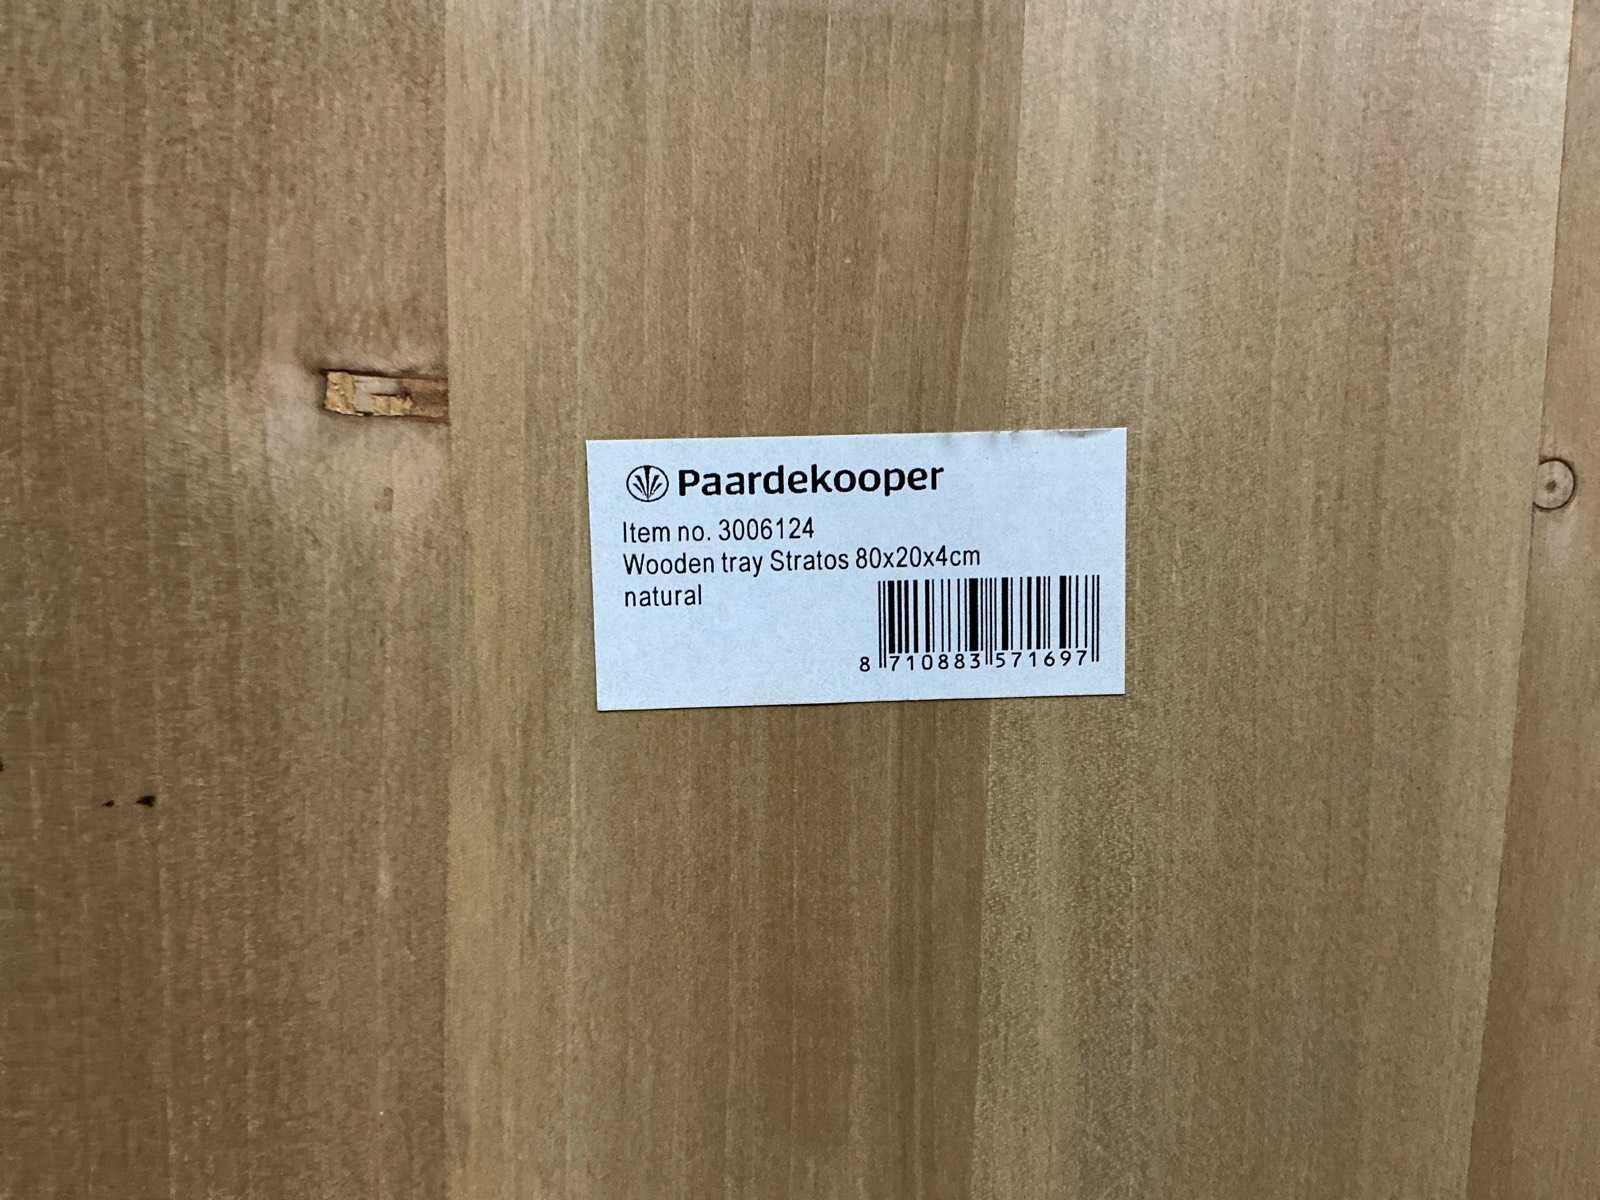 Paardekooper
Item no. 3006124
Wooden tray Stratos 80x20x4cm
natural
8 710883 571697